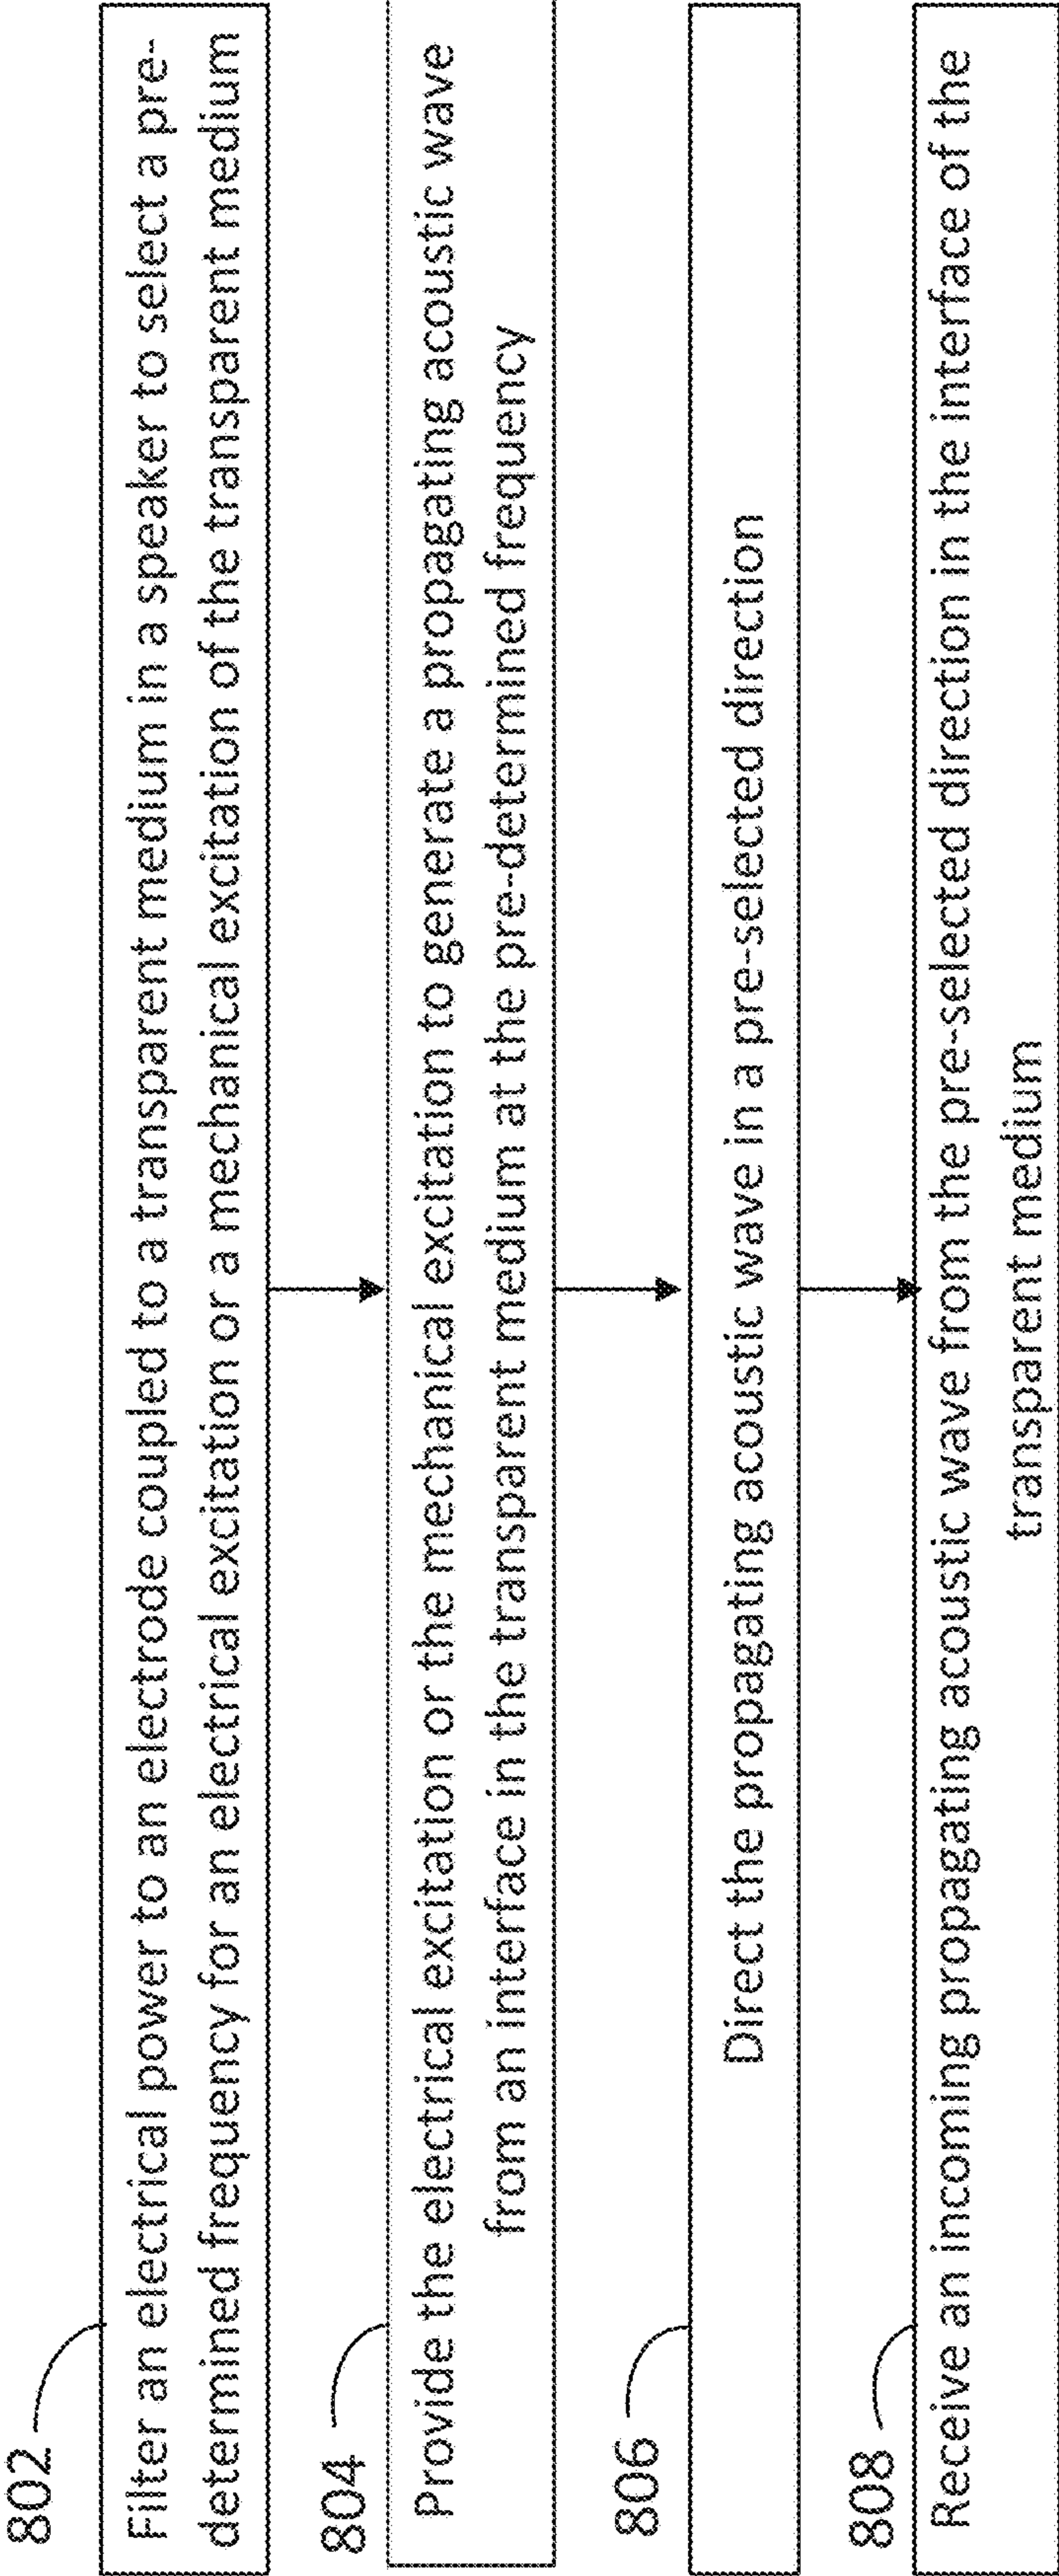 802
Filter an electrical power to an electrode coupled to a transparent medium in a speaker to select a pre-
determined frequency for an electrical excitation or a mechanical excitation of the transparent medium
804
Provide the electrical excitation or the mechanical excitation to generate a propagating acoustic wave
from an interface in the transparent medium at the pre-determined frequency
806
Direct the propagating acoustic wave in a pre-selected direction
808
Receive an incoming propagating acoustic wave from the pre-selected direction in the interface of the
transparent medium